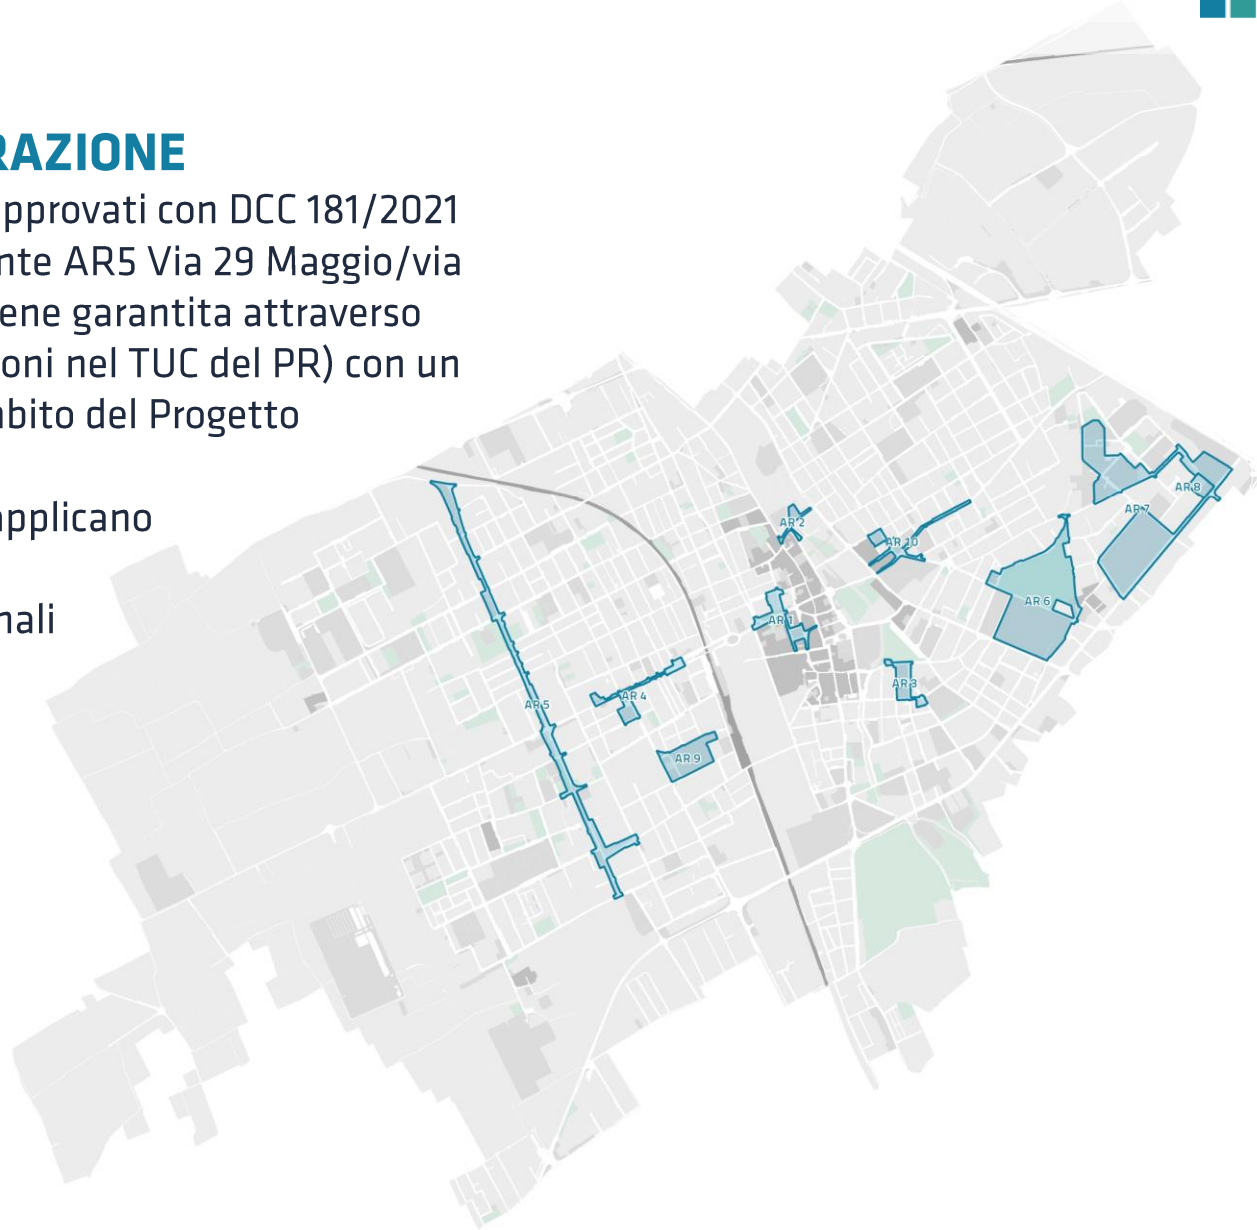 RAZIONE
pprovati con DCC 181/2021
nte AR5 Via 29 Maggio/via
ene garantita attraverso
oni nel TUC del PR) con un
bito del Progetto
applicano
nali
AR 8
AR 7
AR 2
AR 10
AR 6
AR 1
AR 3
AR 4
AR 5
AR 9